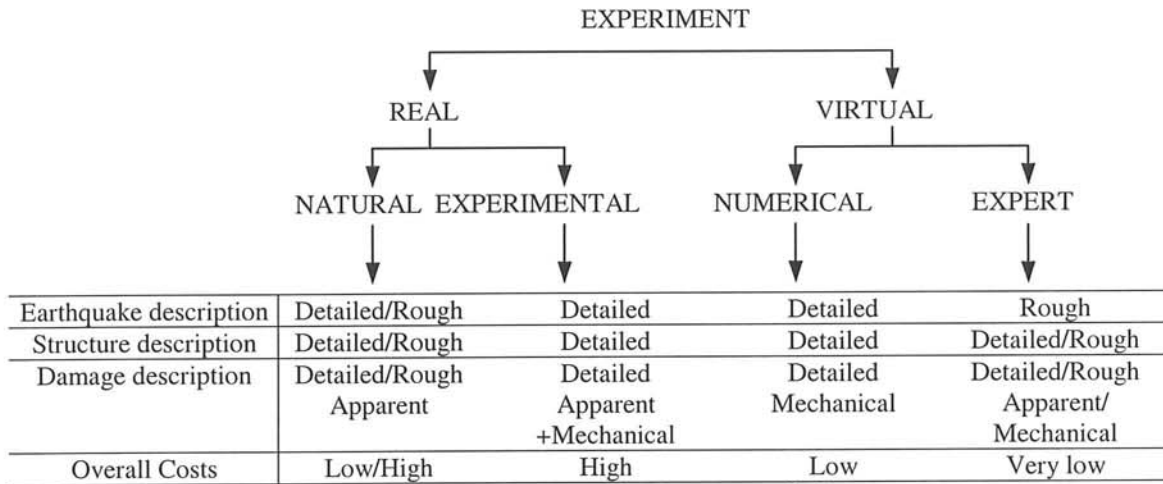 EXPERIMENT
REAL VIRTUAL
NATURAL EXPERIMENTAL NUMERICAL EXPERT
Earthquake description Detailed/Rough Detailed Detailed Rough
Structure description Detailed/Rough Detailed Detailed Detailed/Rough
Damage description Detailed/Rough Detailed Detailed Detailed/Rough
Apparent Apparent Mechanical Apparent/
+Mechanical Mechanical
Overall Costs Low/High High Low Very low